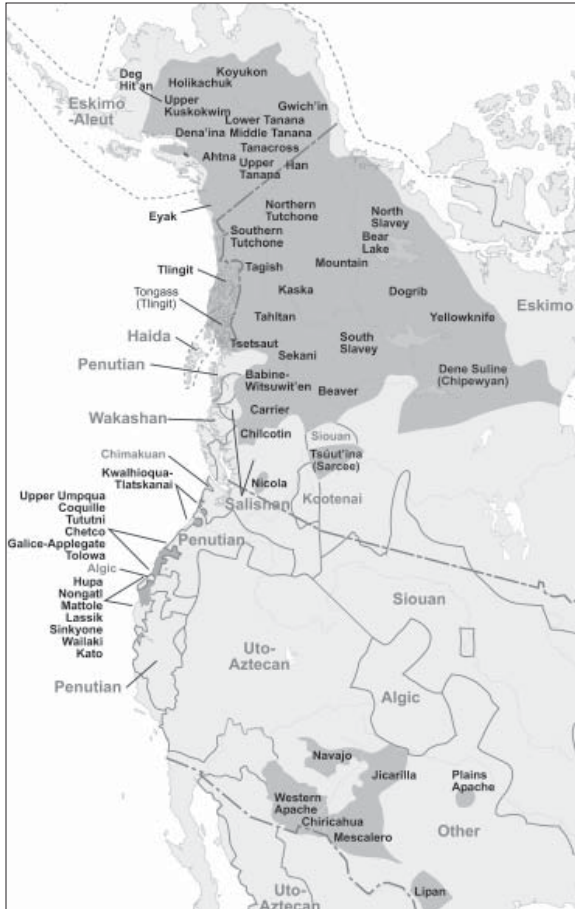 Deg
Hit'an
Koyukon
Holikachuk
Eskimo
-Aleut
Upper
Kuskokwim
Gwich'in
Lower Tanana
Dena'ina
Middle Tanana
Tanacross
Ahtna
Upper
Tanana
Han
Eyak
Northern
Tutchone
North
Slavey
Bear
Lake
Southern
Tutchone
Mountain
Tlingit
Tagish
Tongass
(Tlingit)
Kaska
Dogrib
Eskimo
Tahltan
Yellowknife
Haida
Tsetsaut
South
Slavey
Sekani
Penutian
Babine-
Witsuwit'en
Beaver
Dene Suline
(Chipewyan)
Wakashan
Carrier
Chilcotin
Siouan
Chimakuan
Tsúut'ina
(Sarcee)
Kwalhioqua-
Tlatskanai
Nicola
Salishan
Kootenai
Upper Umpqua
Coquille
Tututni
Chetco
Galice-Applegate
Tolowa
Penutian
Algic
Hupa
Nongatl
Mattole
Lassik
Sinkyone
Wailaki
Kato
Siouan
Uto-
Aztecan
Penutian
Algic
Navajo
Jicarilla
Plains
Apache
Western
Apache
Chiricahua
Mescalero
Other
Lipan
Uto-
Aztecan